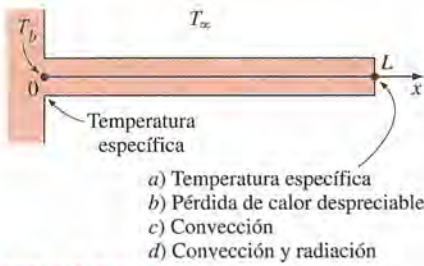 T∞
T_b
0
L
x
Temperatura
específica
a) Temperatura específica
b) Pérdida de calor despreciable
c) Convección
d) Convección y radiación